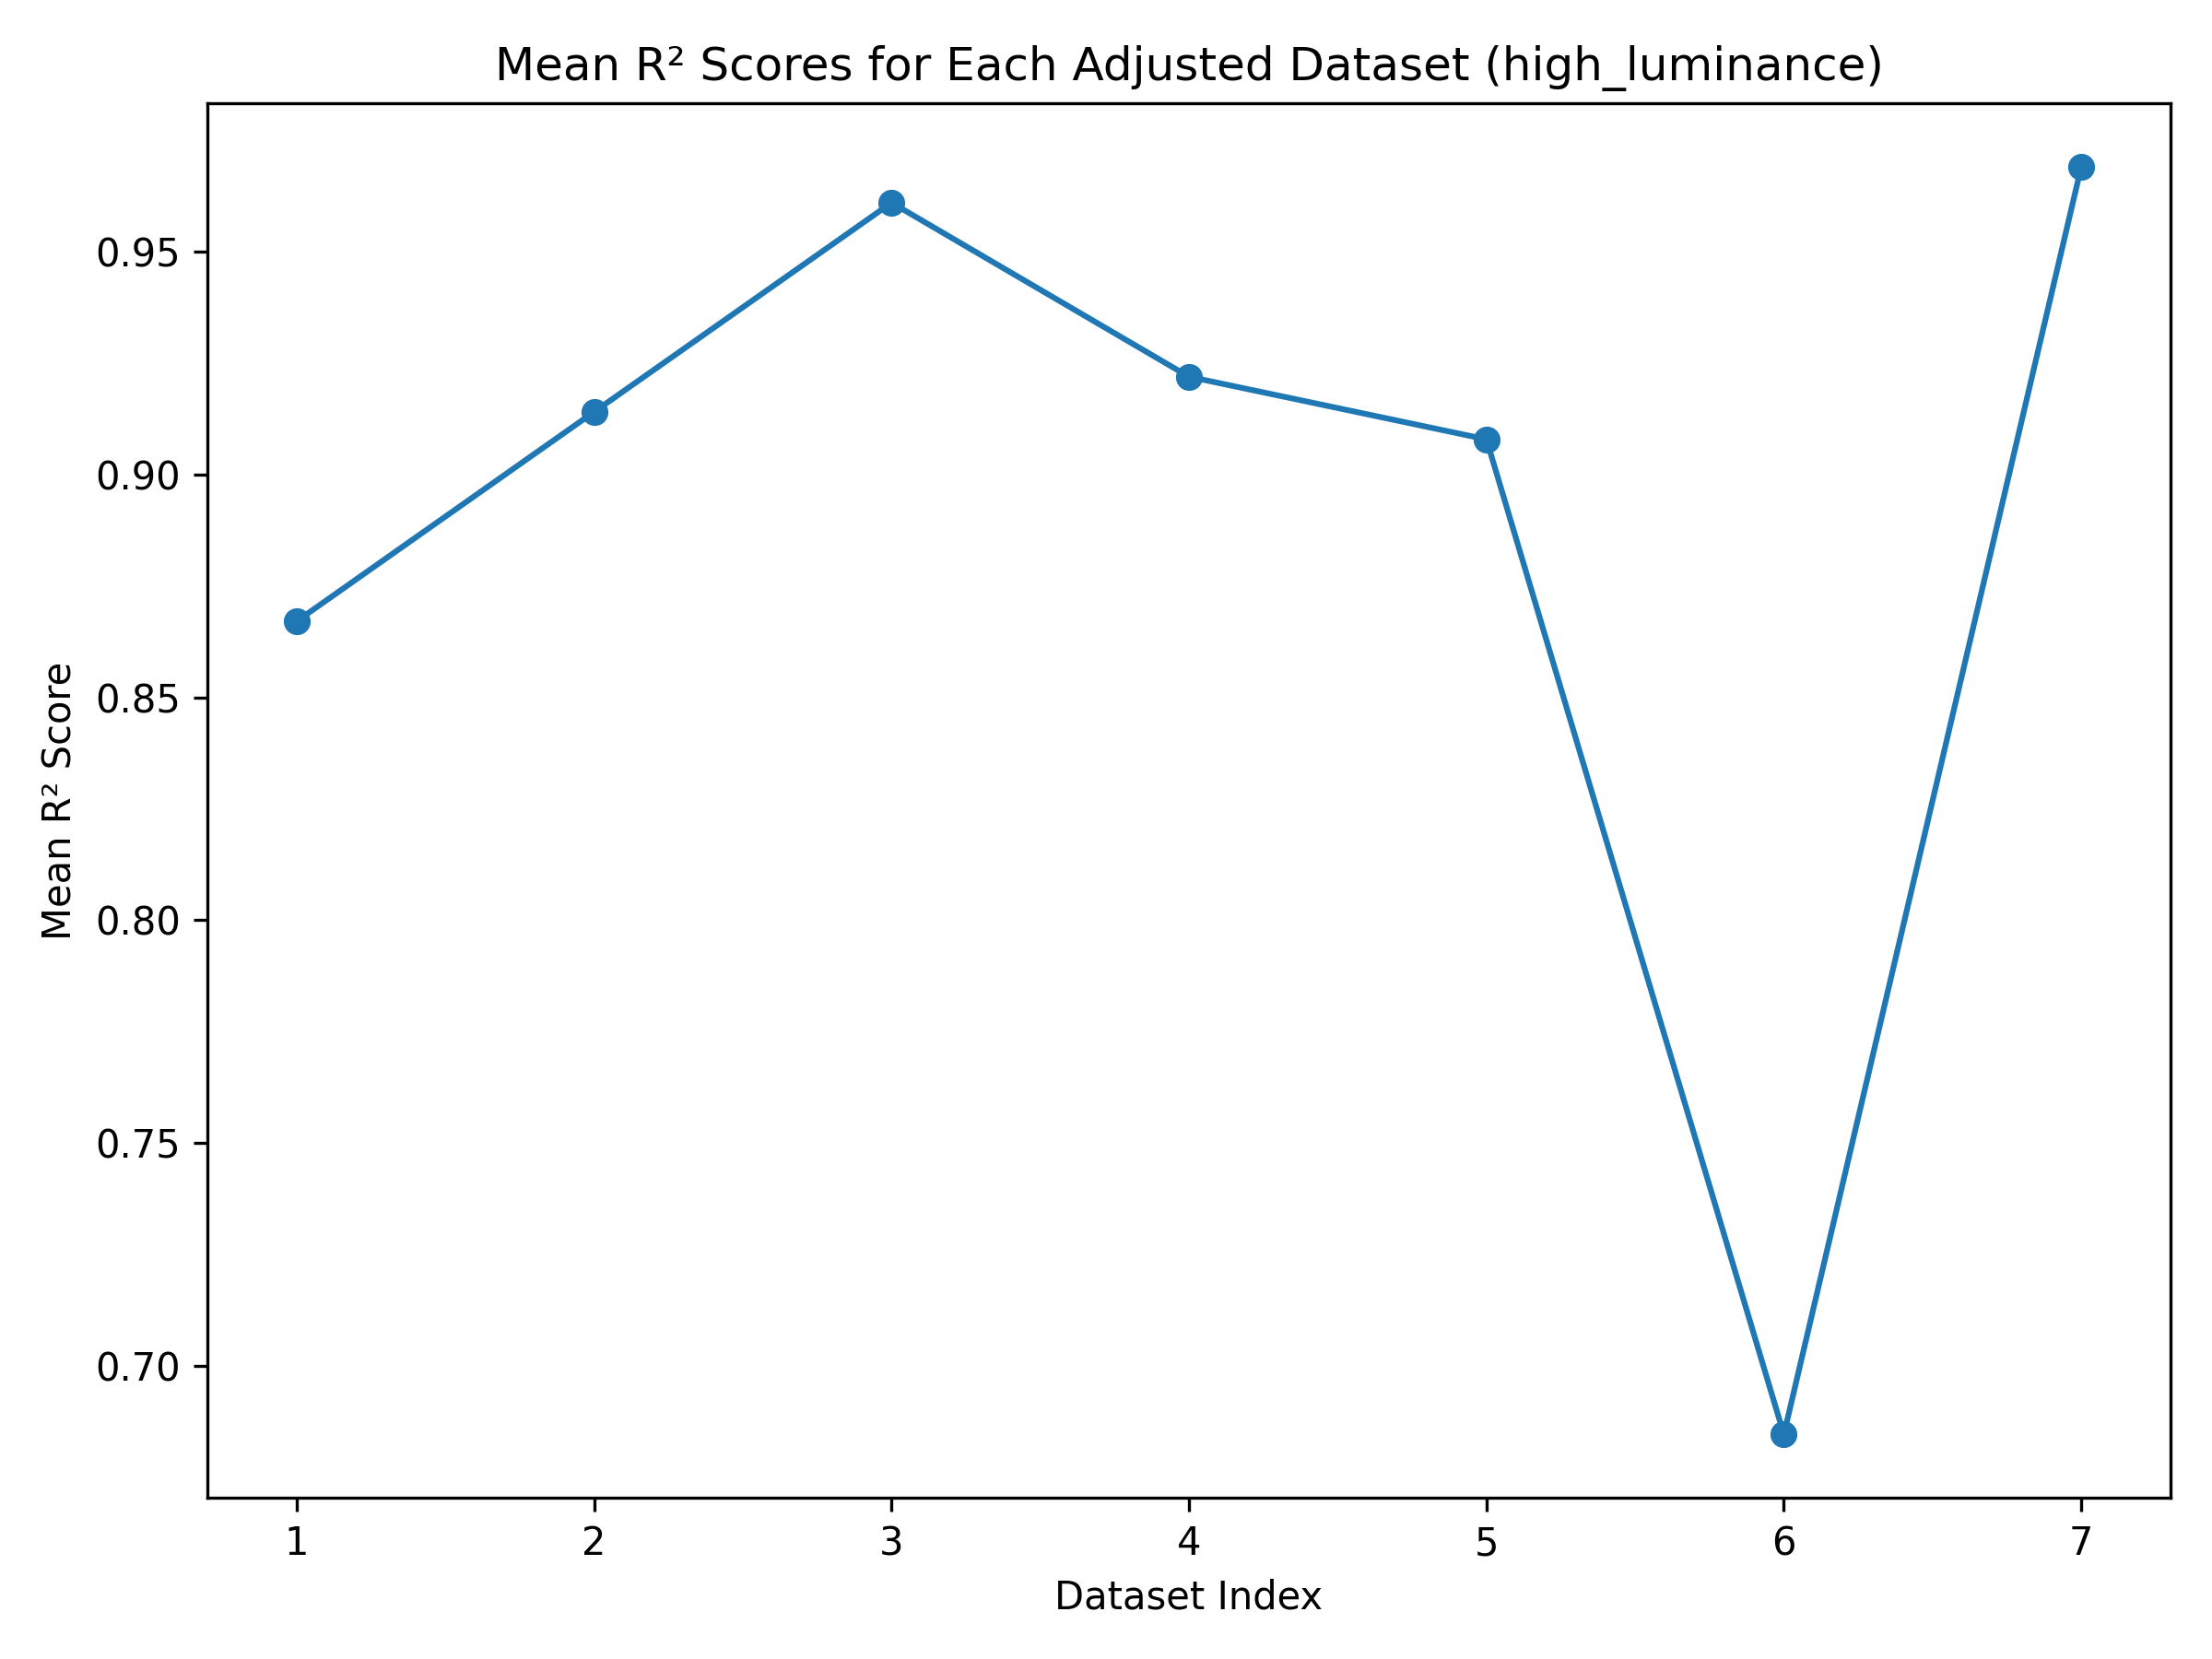 Mean R² Scores for Each Adjusted Dataset (high_luminance)
Mean R² Score
0.95
0.90
0.85
0.80
0.75
0.70
1 2 3 4 5 6 7
Dataset Index